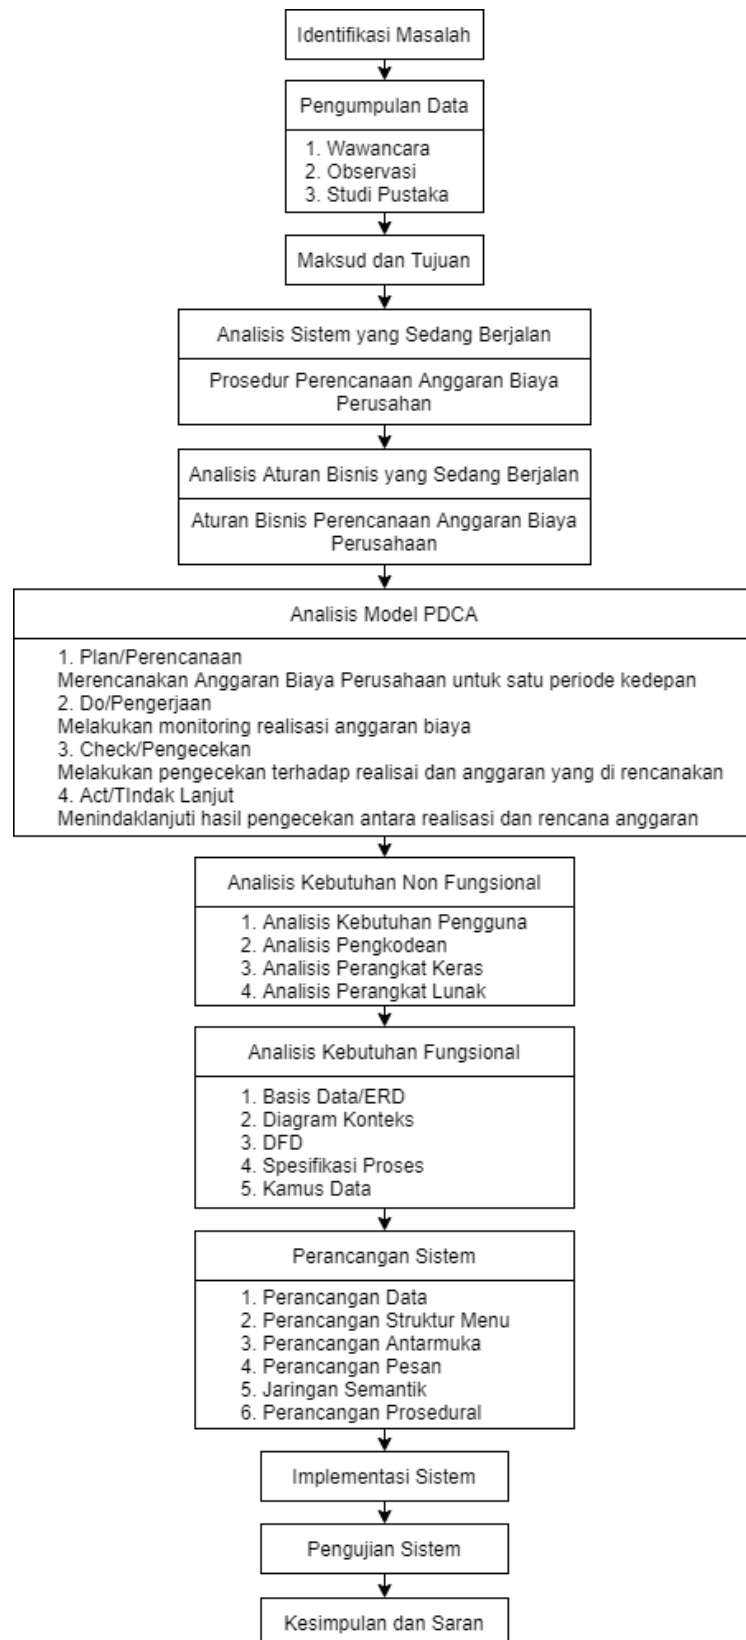 Identifikasi Masalah
Pengumpulan Data
1. Wawancara
2. Observasi
3. Studi Pustaka
Maksud dan Tujuan
Analisis Sistem yang Sedang Berjalan
Prosedur Perencanaan Anggaran Biaya
Perusahan
Analisis Aturan Bisnis yang Sedang Berjalan
Aturan Bisnis Perencanaan Anggaran Biaya
Perusahaan
Analisis Model PDCA
1. Plan/Perencanaan
Merencanakan Anggaran Biaya Perusahaan untuk satu periode kedepan
2. Do/Pengerjaan
Melakukan monitoring realisasi anggaran biaya
3. Check/Pengecekan
Melakukan pengecekan terhadap realisai dan anggaran yang di rencanakan
4. Act/TIndak Lanjut
Menindaklanjuti hasil pengecekan antara realisasi dan rencana anggaran
Analisis Kebutuhan Non Fungsional
1. Analisis Kebutuhan Pengguna
2. Analisis Pengkodean
3. Analisis Perangkat Keras
4. Analisis Perangkat Lunak
Analisis Kebutuhan Fungsional
1. Basis Data/ERD
2. Diagram Konteks
3. DFD
4. Spesifikasi Proses
5. Kamus Data
Perancangan Sistem
1. Perancangan Data
2. Perancangan Struktur Menu
3. Perancangan Antarmuka
4. Perancangan Pesan
5. Jaringan Semantik
6. Perancangan Prosedural
Implementasi Sistem
Pengujian Sistem
Kesimpulan dan Saran